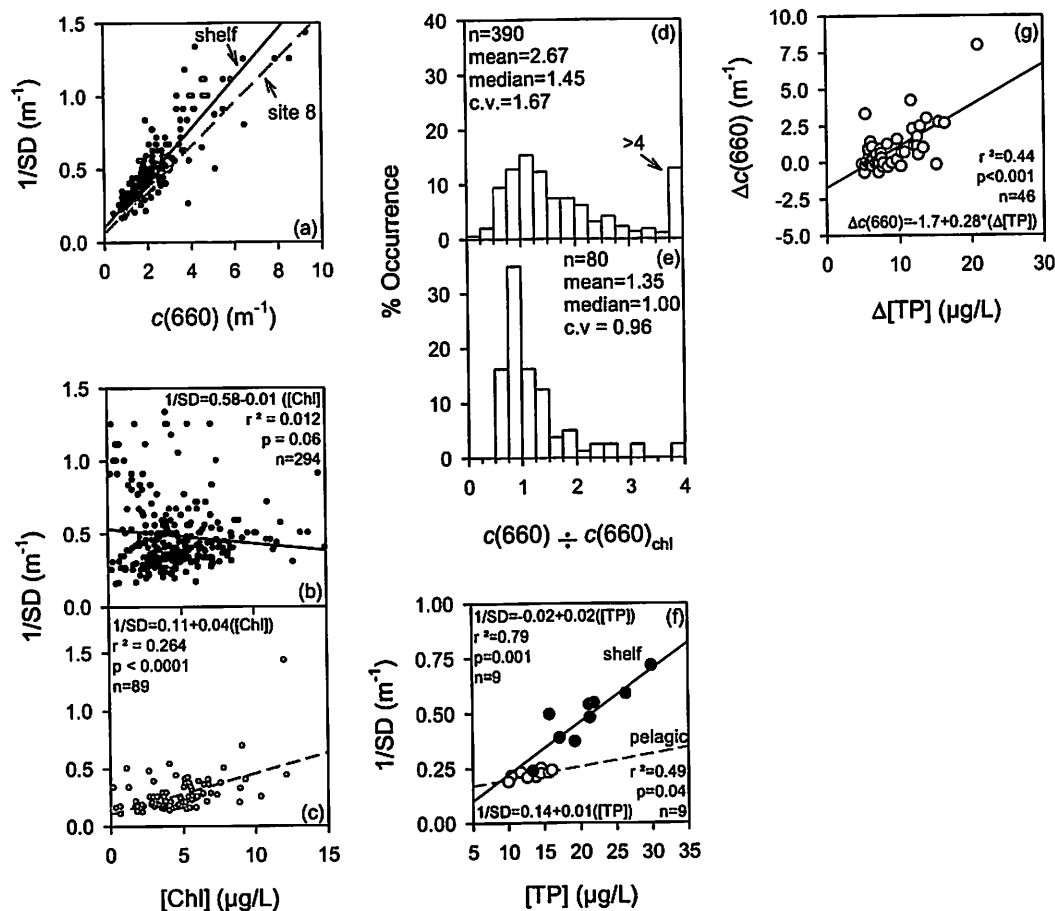 1.5
1.0
0.5
0.0
1/SD (m⁻¹)
shelf
site 8
(a)
0 2 4 6 8 10
c(660) (m⁻¹)
1.5
1.0
0.5
0.0
1/SD=0.58-0.01 ([Chl]
r ² = 0.012
p = 0.06
n=294
(b)
1/SD (m⁻¹)
1.0
0.5
0.0
1/SD=0.11+0.04([Chl])
r ² = 0.264
p < 0.0001
n=89
(c)
0 5 10 15
[Chl] (µg/L)
40
30
20
10
0
n=390
mean=2.67
median=1.45
c.v.=1.67
(d)
>4
% Occurrence
30
20
10
0
n=80
(e)
mean=1.35
median=1.00
c.v = 0.96
0 1 2 3 4
c(660) ÷ c(660)chl
1.00
0.75
0.50
0.25
0.00
1/SD (m⁻¹)
1/SD=-0.02+0.02([TP])
(f)
r ²=0.79
p=0.001
n=9
shelf
pelagic
r ²=0.49
p=0.04
n=9
1/SD=0.14+0.01([TP])
5 10 15 20 25 30 35
[TP] (µg/L)
10.0
7.5
5.0
2.5
0.0
-2.5
-5.0
Δc(660) (m⁻¹)
(g)
r ²=0.44
p<0.001
n=46
Δc(660)=-1.7+0.28*(Δ[TP])
0 10 20 30
Δ[TP] (µg/L)